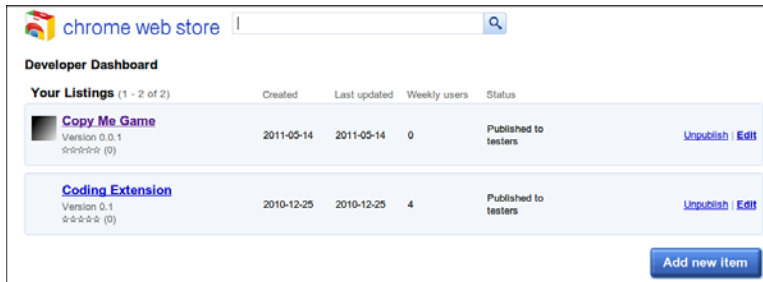 chrome web store
Developer Dashboard
Your Listings (1 - 2 of 2) Created Last updated Weekly users Status
Copy Me Game
Version 0.0.1
☆☆☆☆☆ (0)
2011-05-14 2011-05-14 0 Published to testers Unpublish | Edit
Coding Extension
Version 0.1
☆☆☆☆☆ (0)
2010-12-25 2010-12-25 4 Published to testers Unpublish | Edit
Add new item